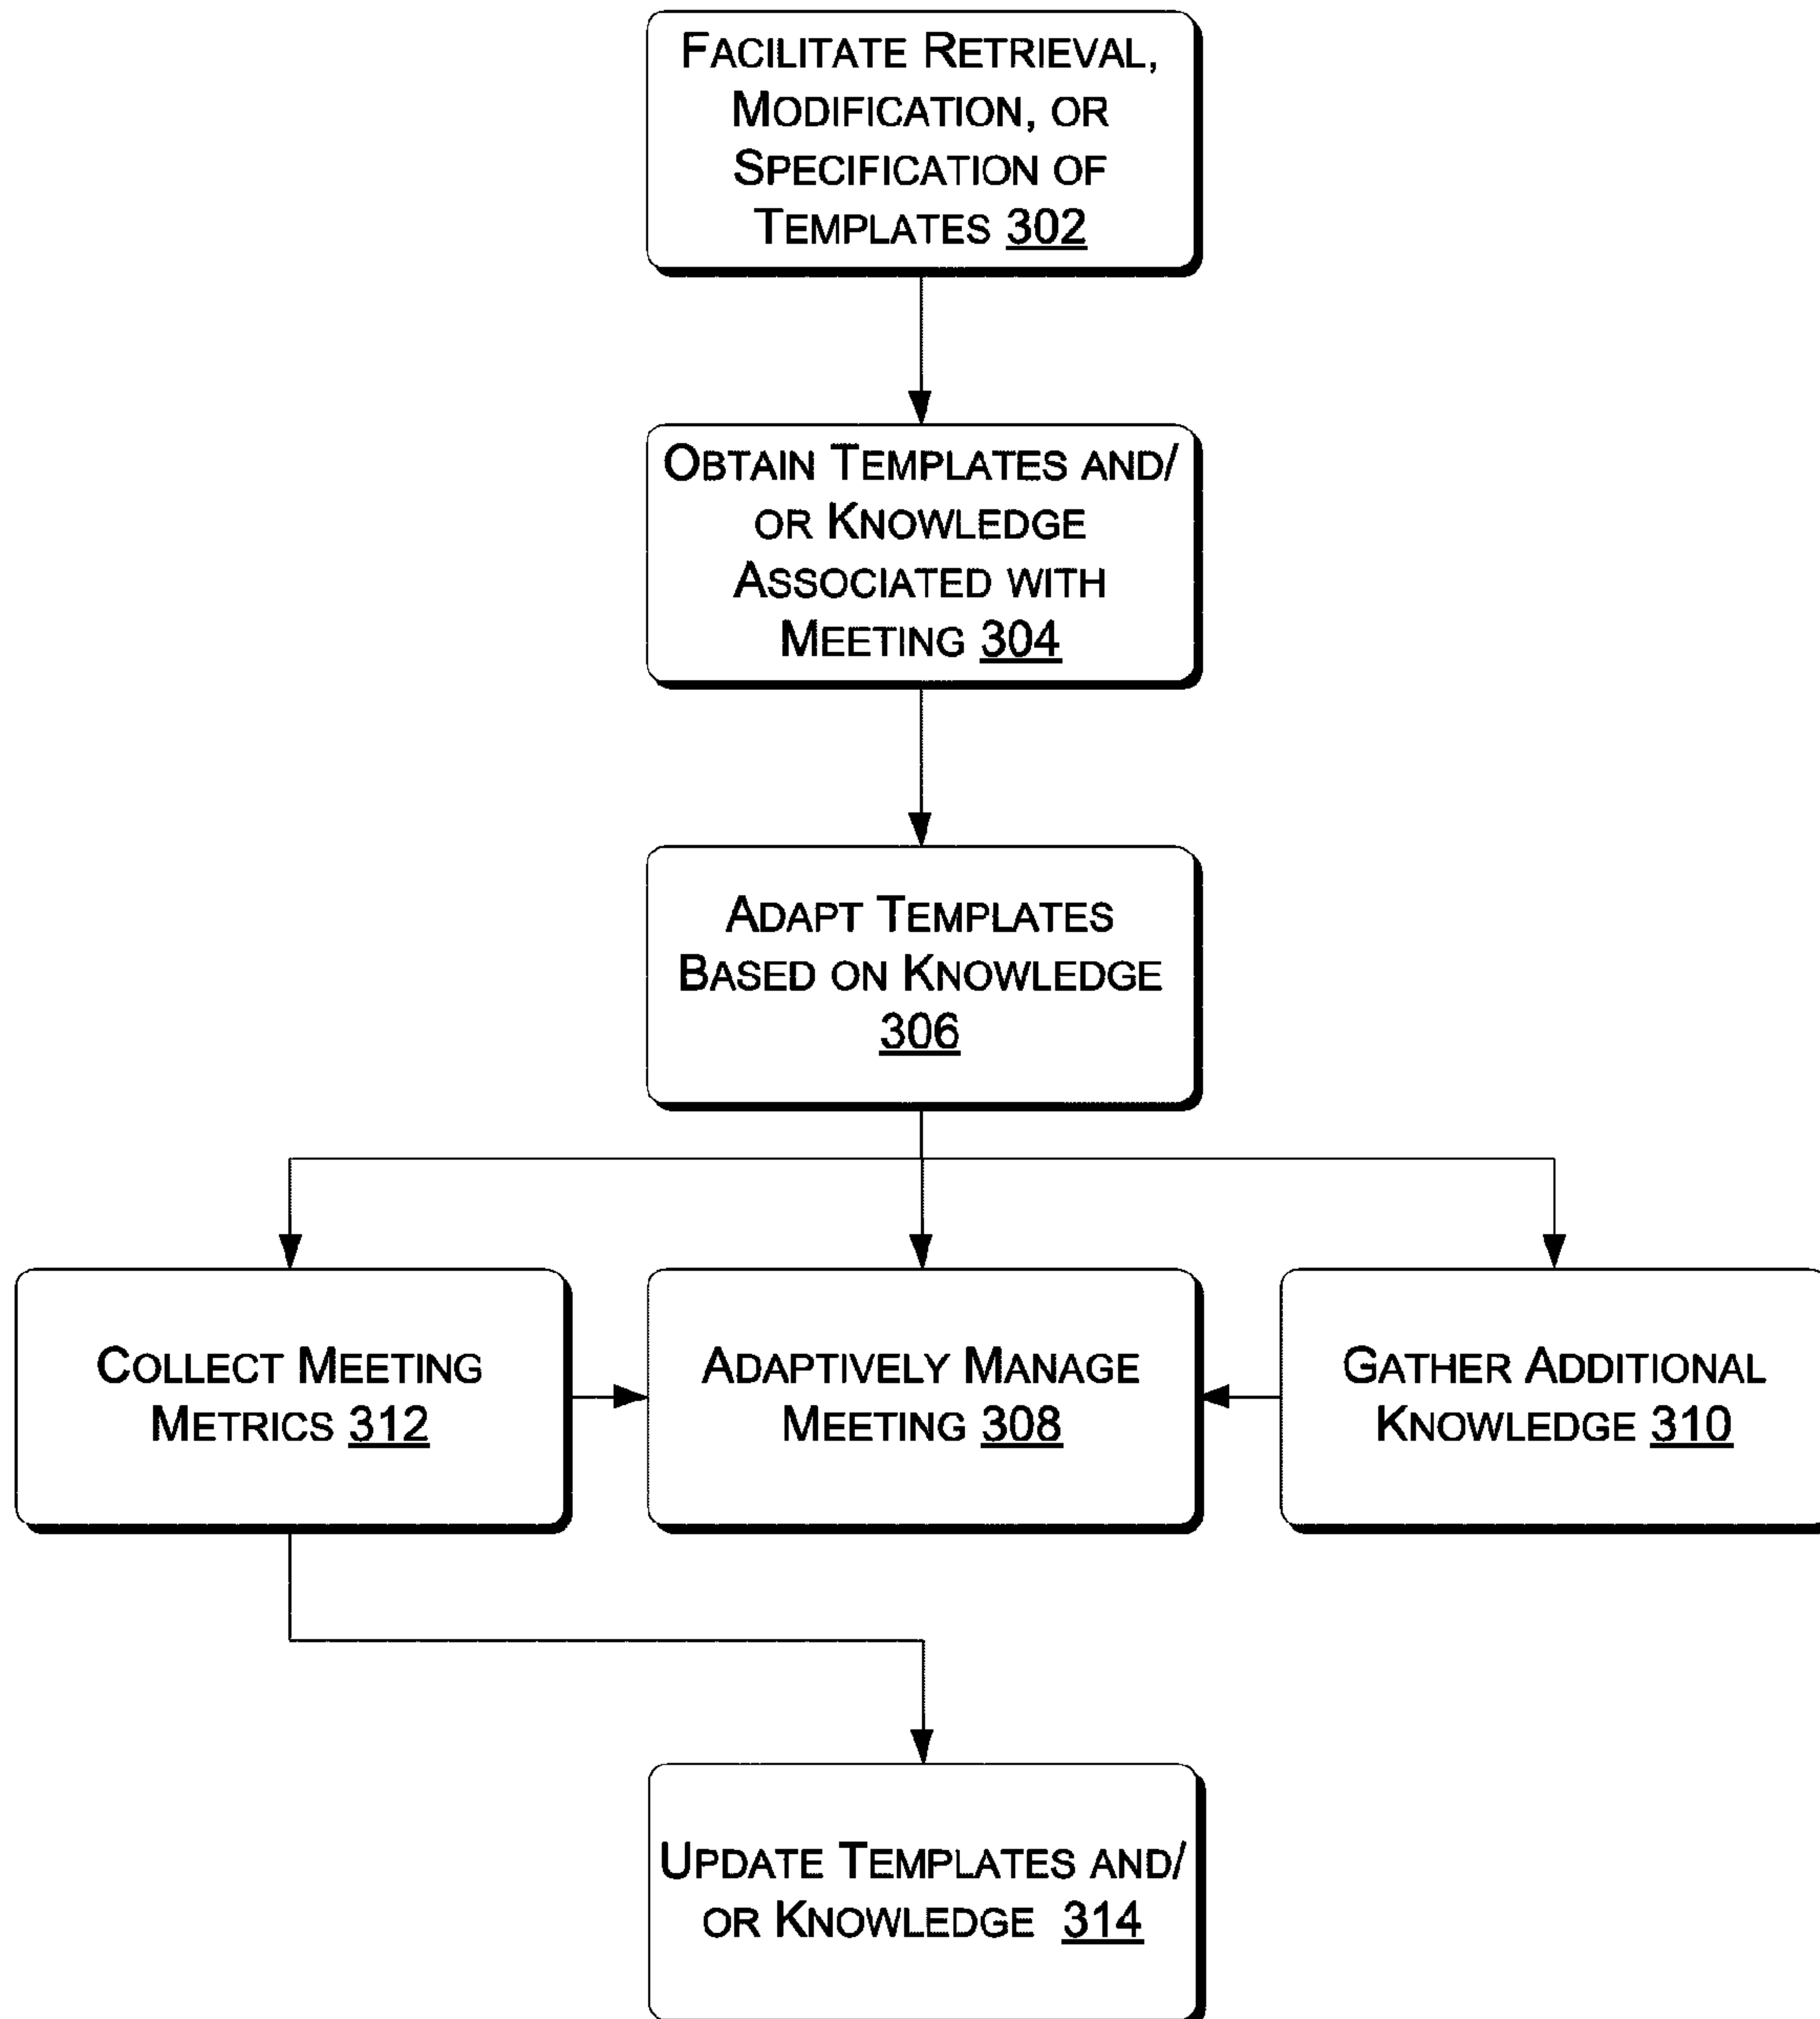 FACILITATE RETRIEVAL,
MODIFICATION, OR
SPECIFICATION OF
TEMPLATES 302
OBTAIN TEMPLATES AND/
OR KNOWLEDGE
ASSOCIATED WITH
MEETING 304
ADAPT TEMPLATES
BASED ON KNOWLEDGE
306
COLLECT MEETING
METRICS 312
ADAPTIVELY MANAGE
MEETING 308
GATHER ADDITIONAL
KNOWLEDGE 310
UPDATE TEMPLATES AND/
OR KNOWLEDGE 314